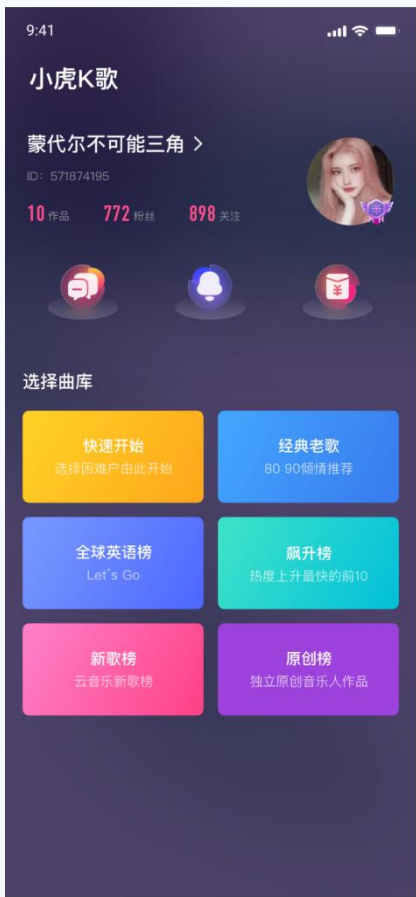 9:41
小虎K歌
蒙代尔不可能三角
ID: 571874195
10 作品 772 粉丝 898 关注
¥
选择曲库
快速开始 经典老歌
选择困难户由此开始 80 90倾情推荐
全球英语榜 飙升榜
Let's Go 热度上升最快的前10
新歌榜 原创榜
云音乐新歌榜 独立原创音乐人作品